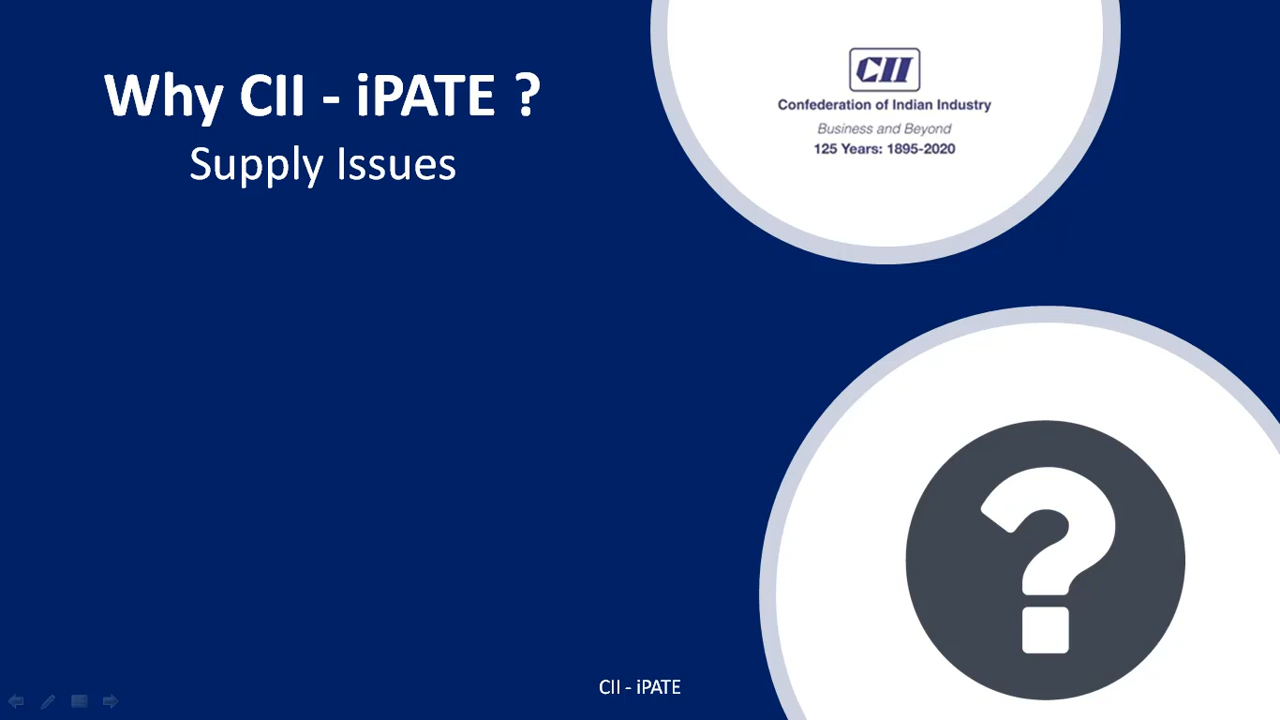 Why CII - iPATE ?
Supply Issues
CII
Confederation of Indian Industry
Business and Beyond
125 Years: 1895-2020
?
CII - iPATE